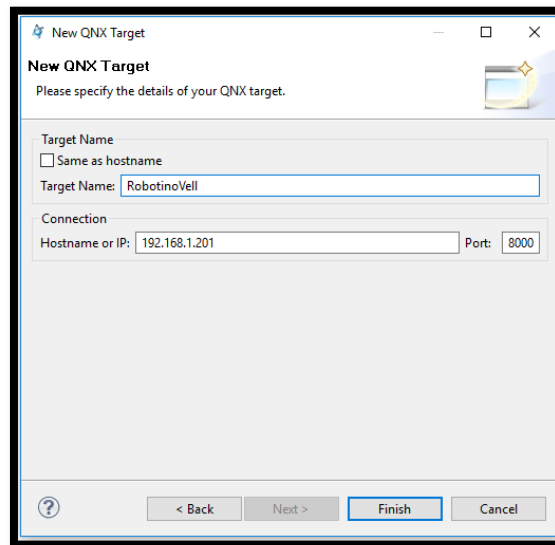 New QNX Target
New QNX Target
Please specify the details of your QNX target.
Target Name
Same as hostname
Target Name: RobotinoVell
Connection
Hostname or IP: 192.168.1.201 Port: 8000
? < Back Next > Finish Cancel